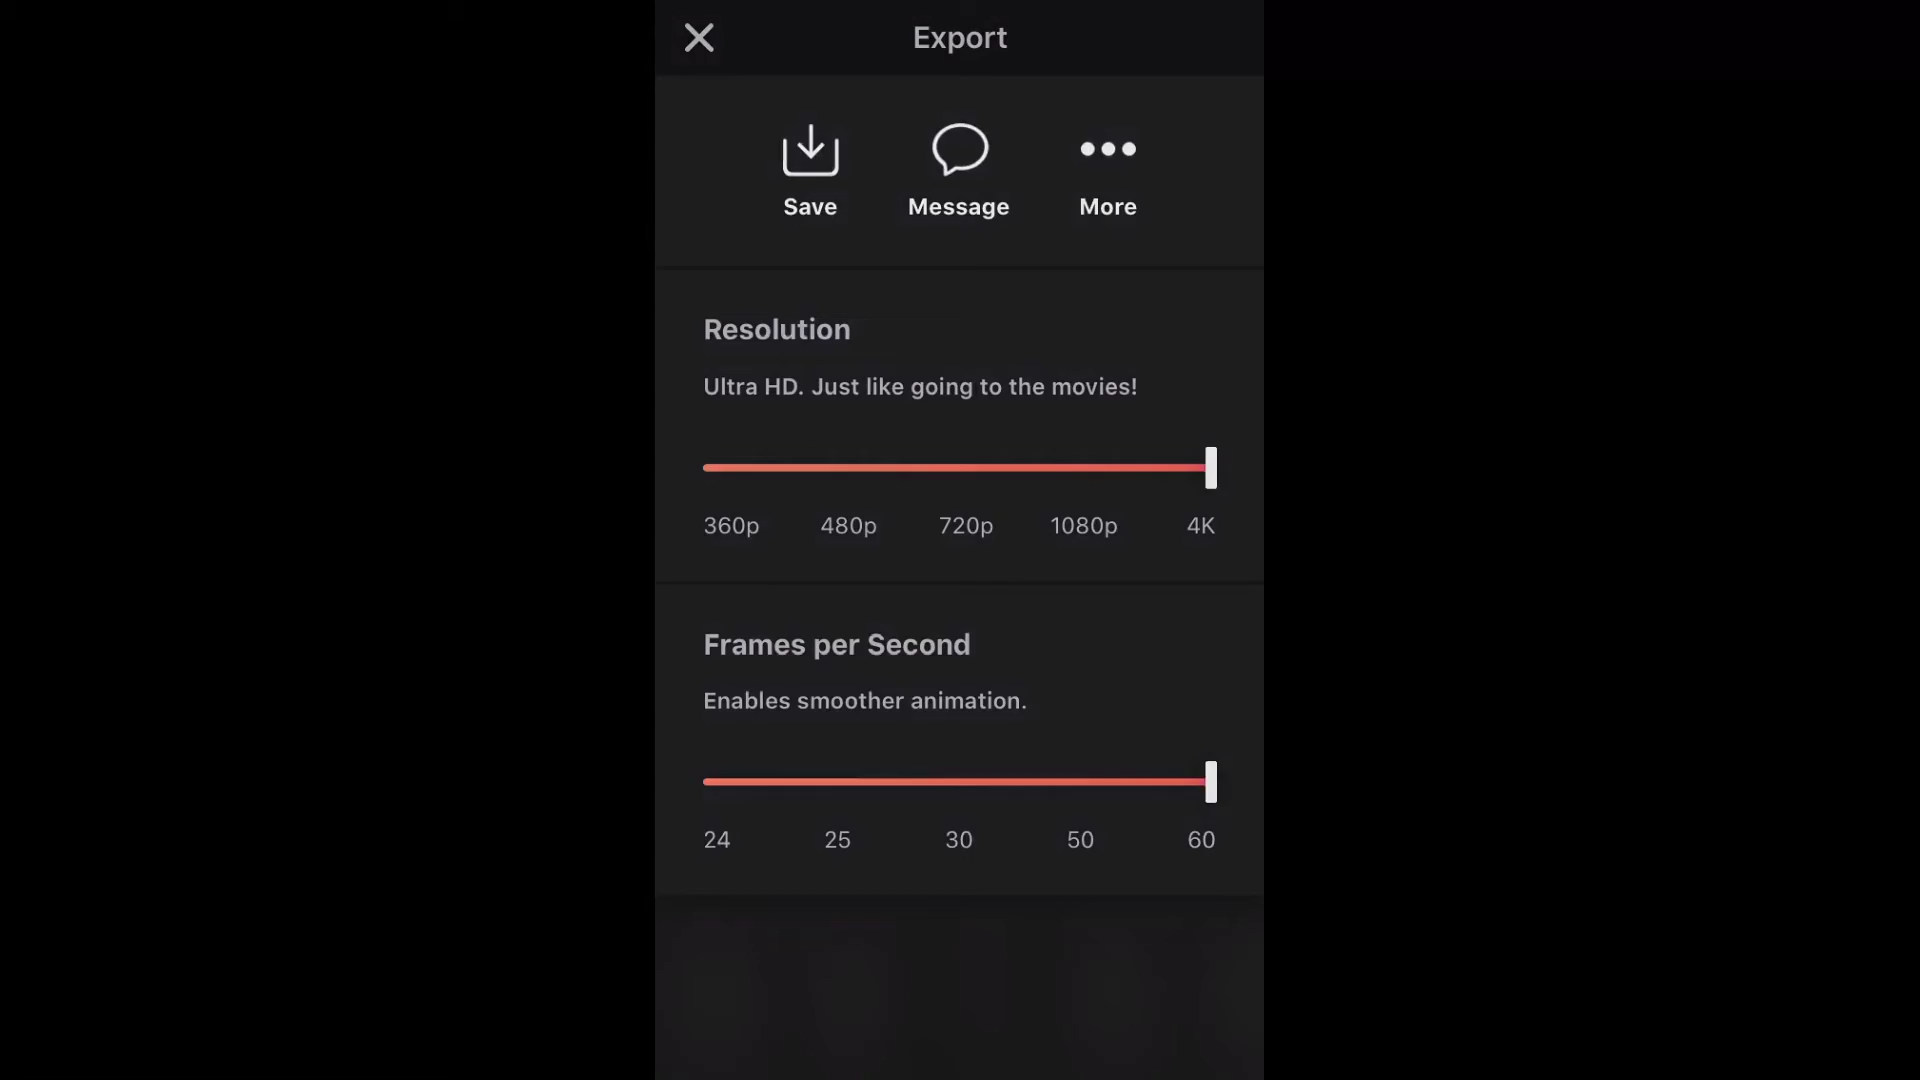 Export
Save Message More
Resolution
Ultra HD. Just like going to the movies!
360p 480p 720p 1080p 4K
Frames per Second
Enables smoother animation.
24 25 30 50 60